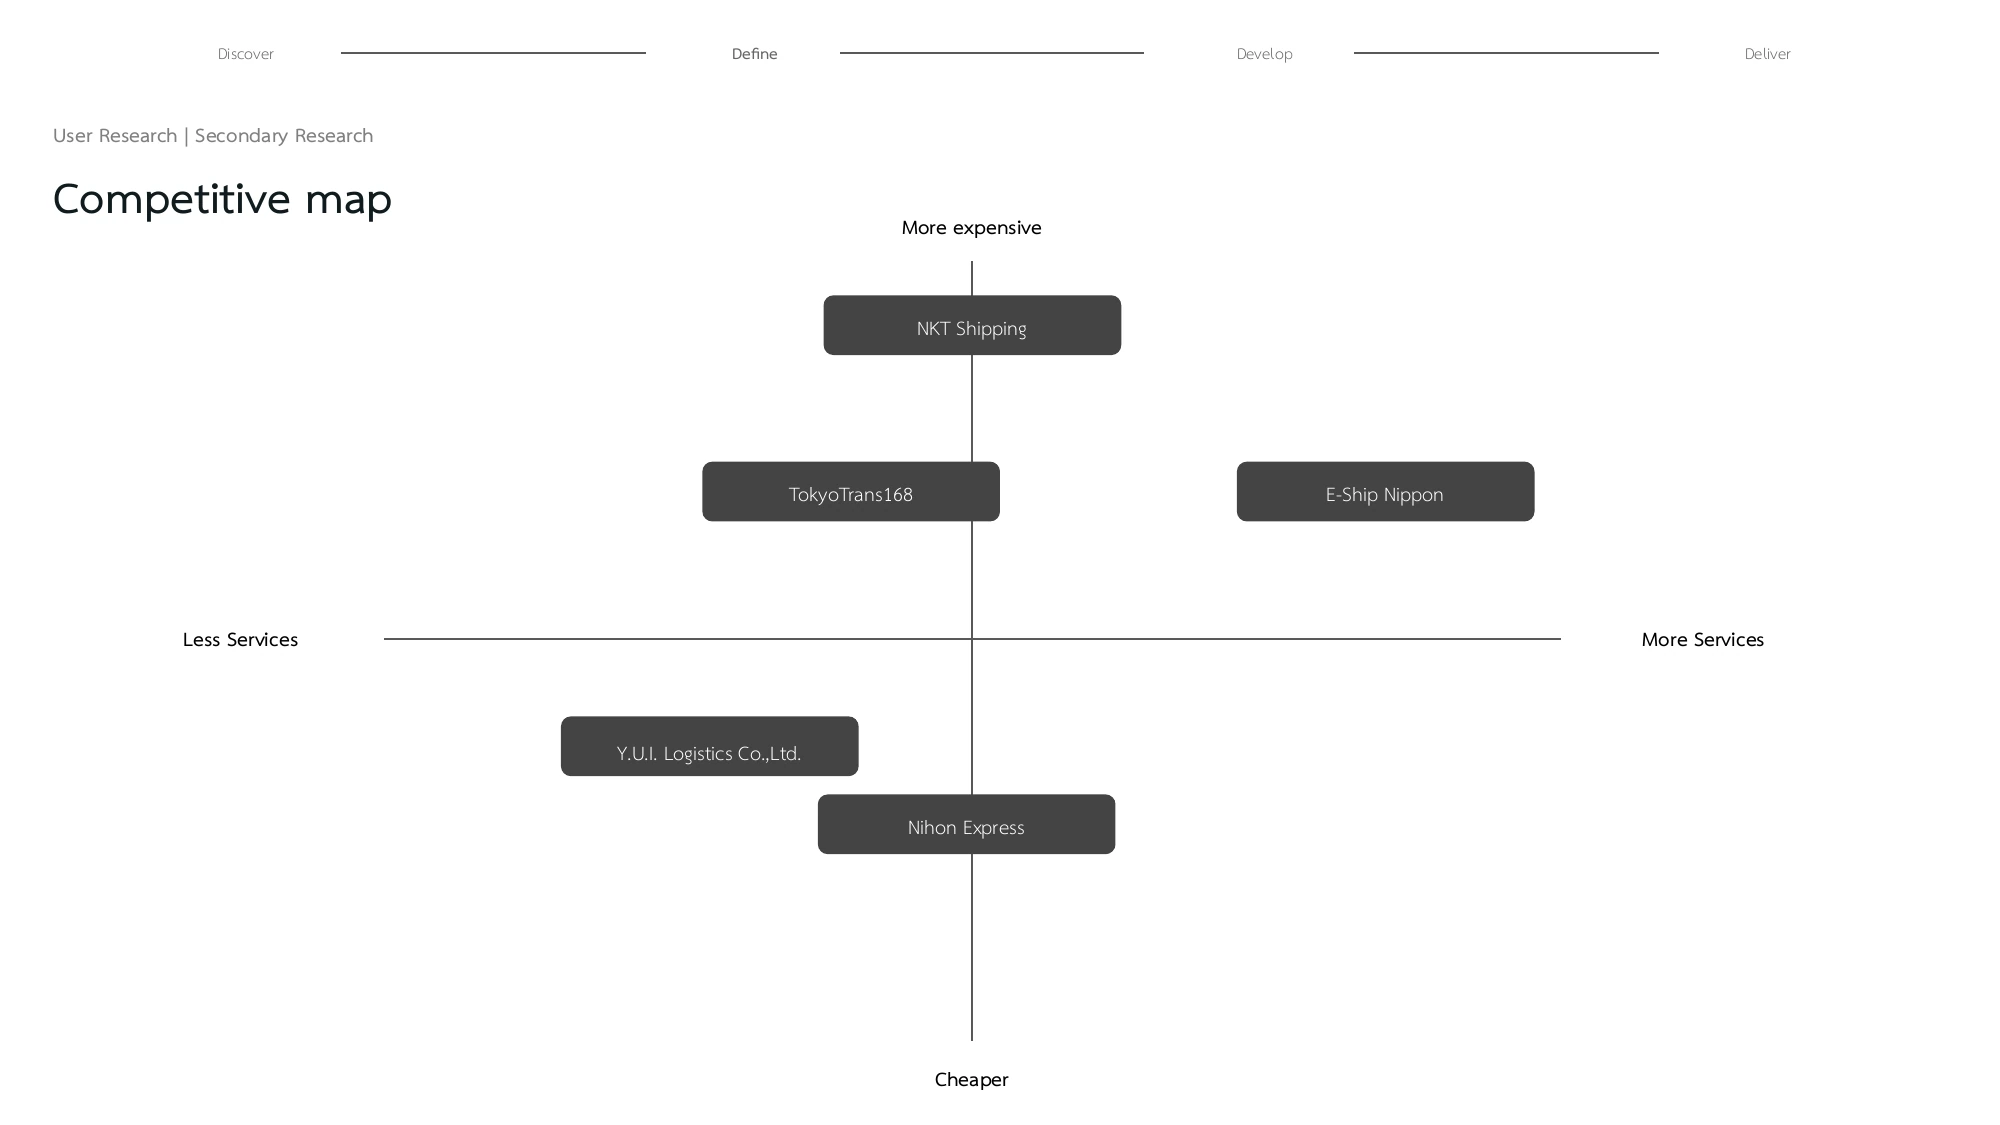 Discover
Define
Develop
Deliver
User Research | Secondary Research
Competitive map
More expensive
NKT Shipping
TokyoTrans168
E-Ship Nippon
Less Services
More Services
Y.U.I. Logistics Co.,Ltd.
Nihon Express
Cheaper